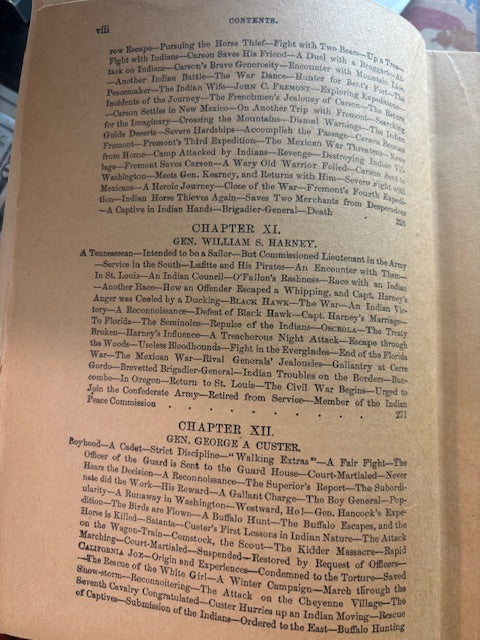 viii
CONTENTS.
row Escape—Pursuing the Horse Thief—Fight with Two Bears—Up a Tree—
Fight with Indians—Carson Saves His Friend—A Duel with a Braggart—At-
tack on Indians—Carson's Brave Generosity—Encounter with Mountain Lion
—Another Indian Battle—The War Dance—Hunter for Bent's Fort—The
Peacemaker—The Indian Wife—JOHN C. FREMONT—Exploring Expedition—
Incidents of the Journey—The Frenchmen's Jealousy of Carson—The Return
—Carson Settles in New Mexico—On Another Trip with Fremont—Searching
for the Imaginary—Crossing the Mountains—Dismal Warnings—The Indian
Guide Deserts—Severe Hardships—Accomplish the Passage—Carson Rescues
Fremont—Fremont's Third Expedition—The Mexican War Threatens—News
from Home—Camp Attacked by Indians—Revenge—Destroying Indian Vil-
lage—Fremont Saves Carson—A Wary Old Warrior Foiled—Carson Sent to
Washington—Meets Gen. Kearney, and Returns with Him—Severe Fight with
Mexicans—A Heroic Journey—Close of the War—Fremont's Fourth Expedi-
tion—Indian Horse Thieves Again—Saves Two Merchants from Desperadoes
—A Captive in Indian Hands—Brigadier-General—Death
CHAPTER XI.
GEN. WILLIAM S. HARNEY.
A Tennesseean—Intended to be a Sailor—But Commissioned Lieutenant in the Army
—Service in the South—Lafitte and His Pirates—An Encounter with Them—
In St. Louis—An Indian Council—O'Fallon's Rashness—Race with an Indian
—Another Race—How an Offender Escaped a Whipping, and Capt. Harney's
Anger was Cooled by a Ducking—BLACK HAWK—The War—An Indian Vic-
tory—A Reconnoissance—Defeat of Black Hawk—Capt. Harney's Marriage—
To Florida—The Seminoles—Repulse of the Indians—OSCEOLA—The Treaty
Broken—Harney's Influence—A Treacherous Night Attack—Escape through
the Woods—Useless Bloodhounds—Fight in the Everglades—End of the Florida
War—The Mexican War—Rival Generals' Jealousies—Gallantry at Cerro
Gordo—Brevetted Brigadier-General—Indian Troubles on the Borders—Bun-
combe—In Oregon—Return to St. Louis—The Civil War Begins—Urged to
Join the Confederate Army—Retired from Service—Member of the Indian
Peace Commission . . . . . . . . 271
CHAPTER XII.
GEN. GEORGE A CUSTER.
Boyhood—A Cadet—Strict Discipline—"Walking Extras"—A Fair Fight—The
Officer of the Guard is Sent to the Guard House—Court-Martialed—Never
Hears the Decision—A Reconnoissance—The Superior's Report—The Subordi-
nate did the Work—His Reward—A Gallant Charge—The Boy General—Pop-
ularity—A Runaway in Washington—Westward, Ho!—Gen. Hancock's Expe-
dition—The Birds are Flown—A Buffalo Hunt—The Buffalo Escapes, and the
Horse is Killed—Satanta—Custer's First Lessons in Indian Nature—The Attack
on the Wagon-Train—Comstock, the Scout—The Kidder Massacre—Rapid
Marching—Court-Martialed—Suspended—Restored by Request of Officers—
CALIFORNIA JOE—Origin and Experiences—Condemned to the Torture—Saved
—The Rescue of the White Girl—A Winter Campaign—March through the
Snow-storm—Reconnoitering—The Attack on the Cheyenne Village—The
Seventh Cavalry Congratulated—Custer Hurries up an Indian Moving—Rescue
of Captives—Submission of the Indians—Ordered to the East—Buffalo Hunting